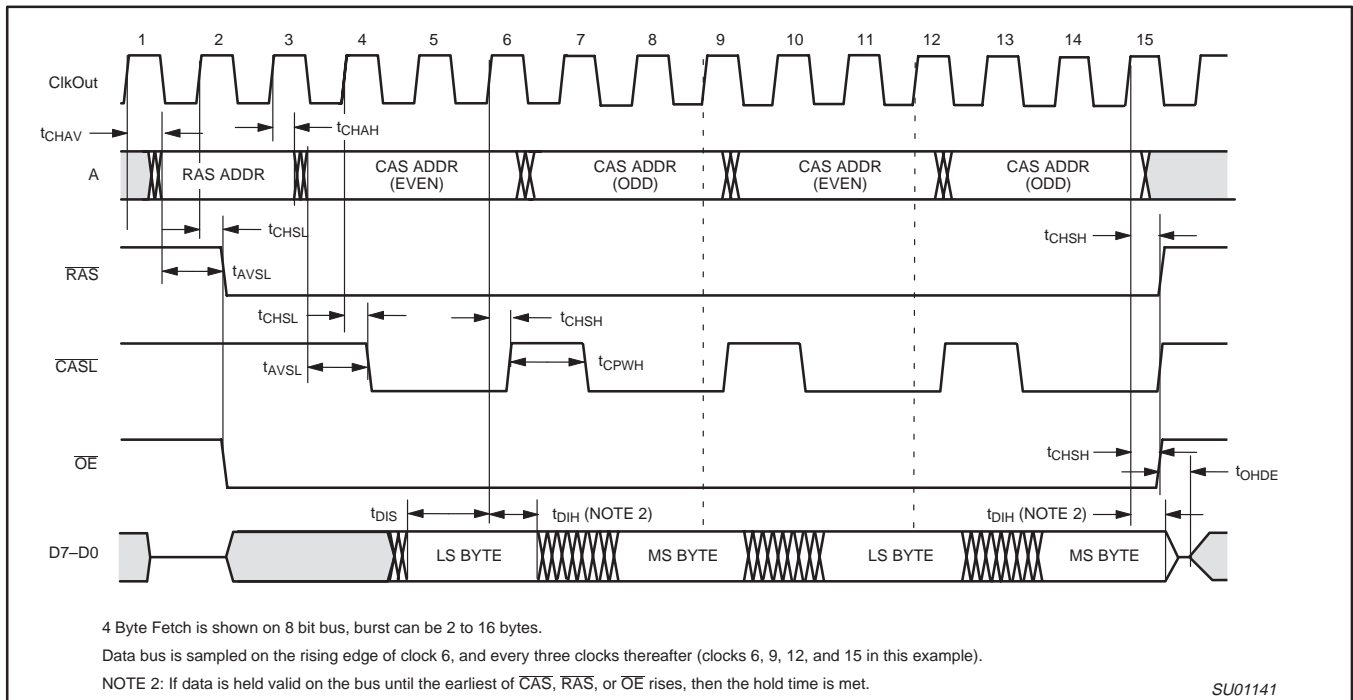 1 2 3 4 5 6 7 8 9 10 11 12 13 14 15
ClkOut
tCHAV
tCHAH
A
RAS ADDR
CAS ADDR
(EVEN)
CAS ADDR
(ODD)
CAS ADDR
(EVEN)
CAS ADDR
(ODD)
tCHSL
tCHSH
RAS
tAVSL
tCHSL
tCHSH
CASL
tAVSL
tCPWH
OE
tCHSH
tOHDE
tDIS
tDIH (NOTE 2)
tDIH (NOTE 2)
D7–D0
LS BYTE
MS BYTE
LS BYTE
MS BYTE
4 Byte Fetch is shown on 8 bit bus, burst can be 2 to 16 bytes.
Data bus is sampled on the rising edge of clock 6, and every three clocks thereafter (clocks 6, 9, 12, and 15 in this example).
NOTE 2: If data is held valid on the bus until the earliest of CAS, RAS, or OE rises, then the hold time is met.
SU01141